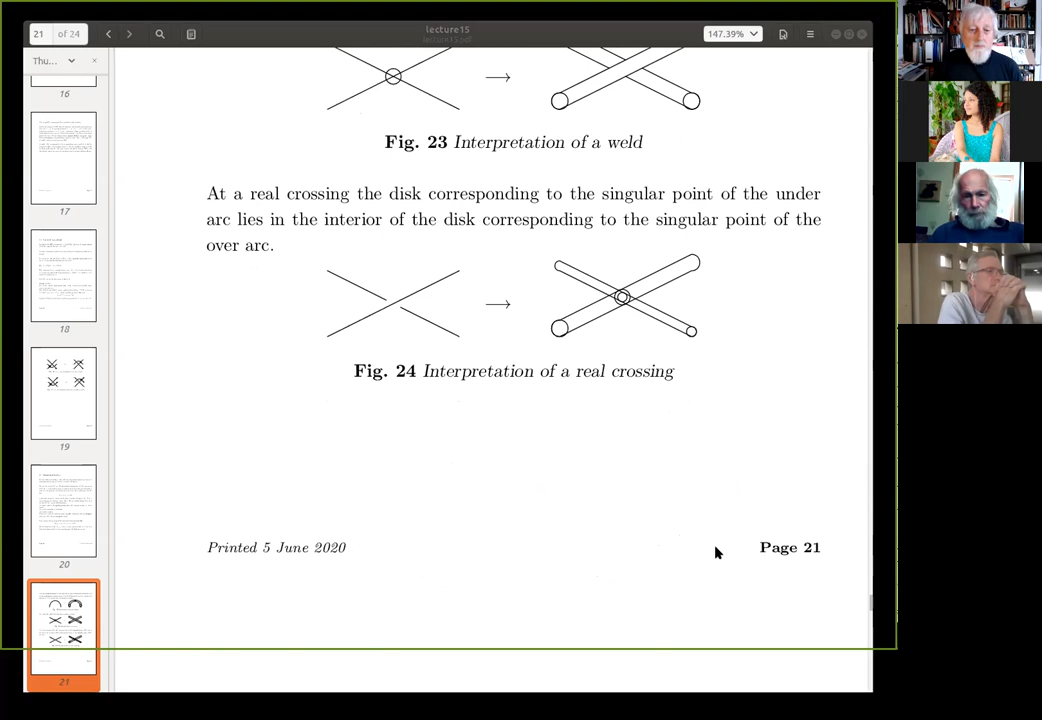 21 of 24
lecture15
lecture15.pdf
147.39%
Thu...
16
17
18
19
20
21
Fig. 23 Interpretation of a weld
At a real crossing the disk corresponding to the singular point of the under
arc lies in the interior of the disk corresponding to the singular point of the
over arc.
Fig. 24 Interpretation of a real crossing
Printed 5 June 2020
Page 21